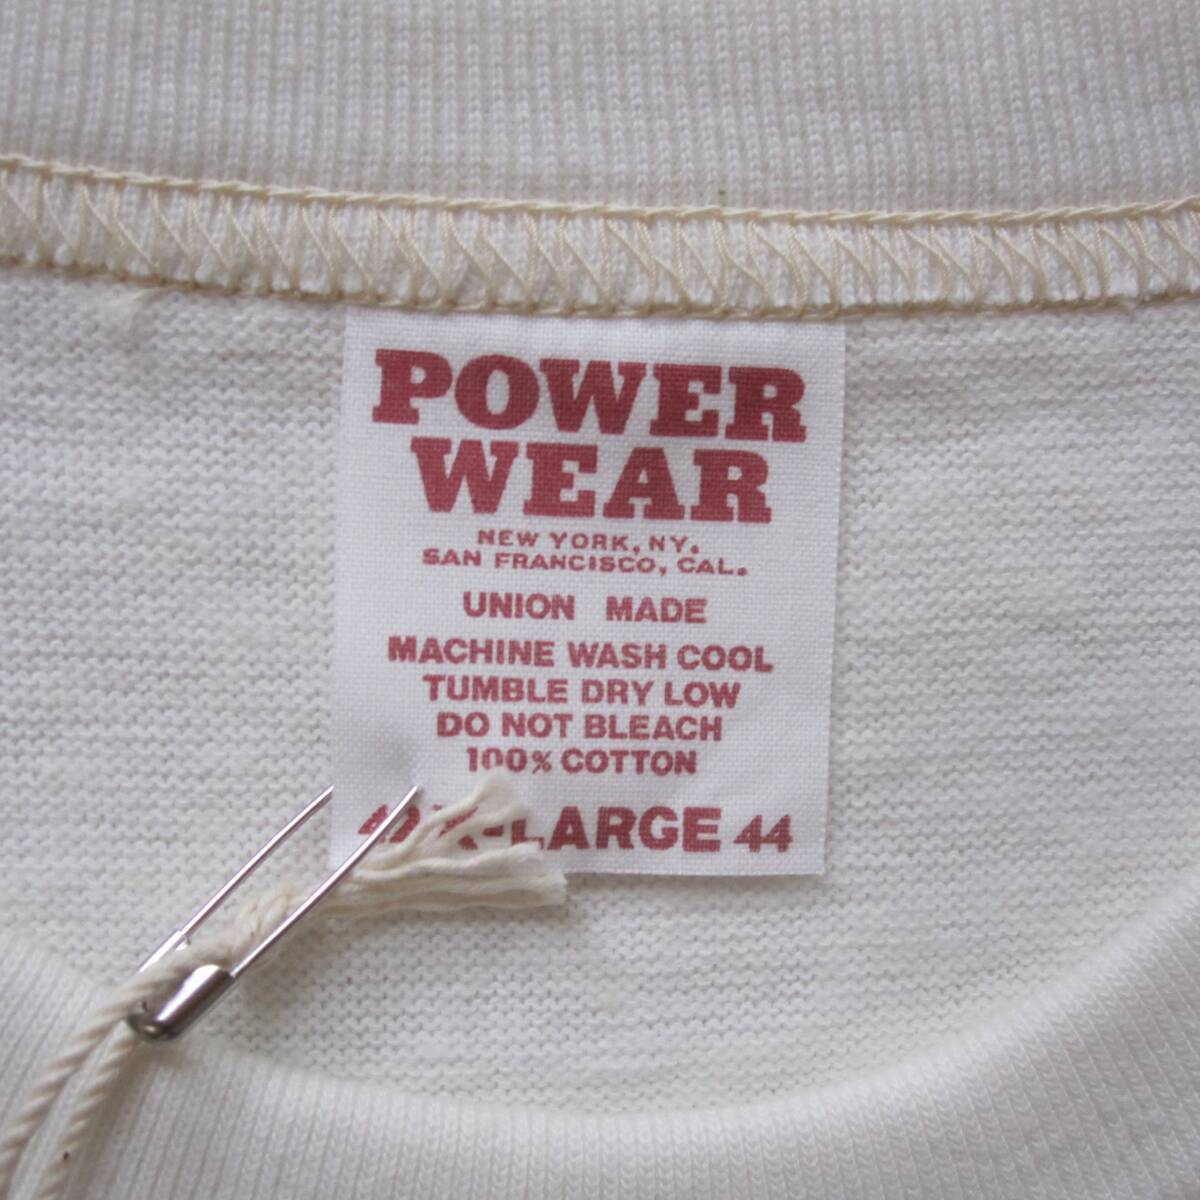 POWER
WEAR
NEW YORK, NY.
SAN FRANCISCO, CAL.
UNION MADE
MACHINE WASH COOL
TUMBLE DRY LOW
DO NOT BLEACH
100% COTTON
X-LARGE 44